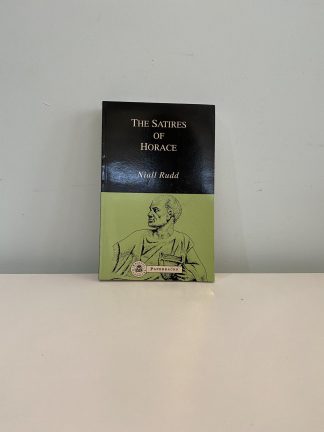 THE SATIRES
OF
HORACE
Niall Rudd
PAPERBACKS